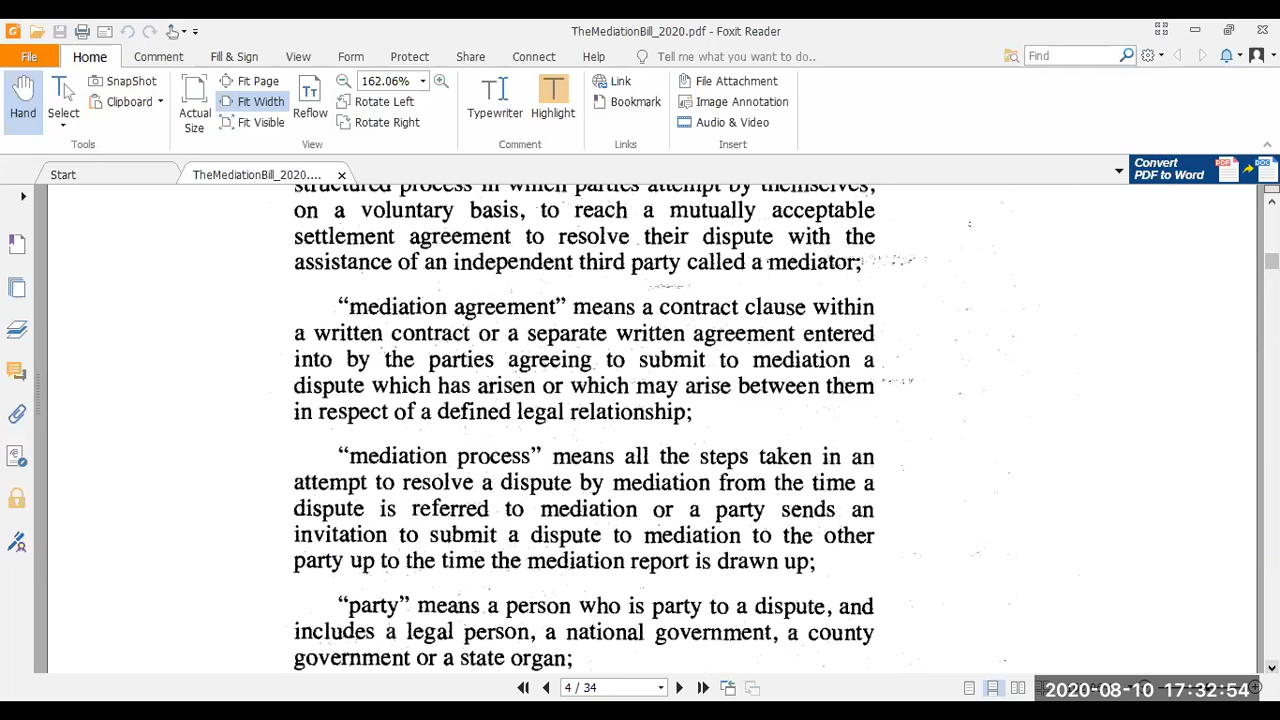 TheMediationBill_2020.pdf - Foxit Reader
File Home Comment Fill & Sign View Form Protect Share Connect Help Tell me what you want to do.. Find
SnapShot Fit Page 162.06% Link File Attachment
Clipboard Fit Width Rotate Left Bookmark Image Annotation
Hand Select Actual Size Fit Visible Reflow Rotate Right Typewriter Highlight Audio & Video
Tools View Comment Links Insert
Start TheMediationBill_2020.... Convert
PDF to Word PDF DOC
structured process in which parties attempt by themselves,
on a voluntary basis, to reach a mutually acceptable
settlement agreement to resolve their dispute with the
assistance of an independent third party called a mediator;
“mediation agreement” means a contract clause within
a written contract or a separate written agreement entered
into by the parties agreeing to submit to mediation a
dispute which has arisen or which may arise between them
in respect of a defined legal relationship;
“mediation process” means all the steps taken in an
attempt to resolve a dispute by mediation from the time a
dispute is referred to mediation or a party sends an
invitation to submit a dispute to mediation to the other
party up to the time the mediation report is drawn up;
“party” means a person who is party to a dispute, and
includes a legal person, a national government, a county
government or a state organ;
4 / 34
2020-08-10 17:32:54